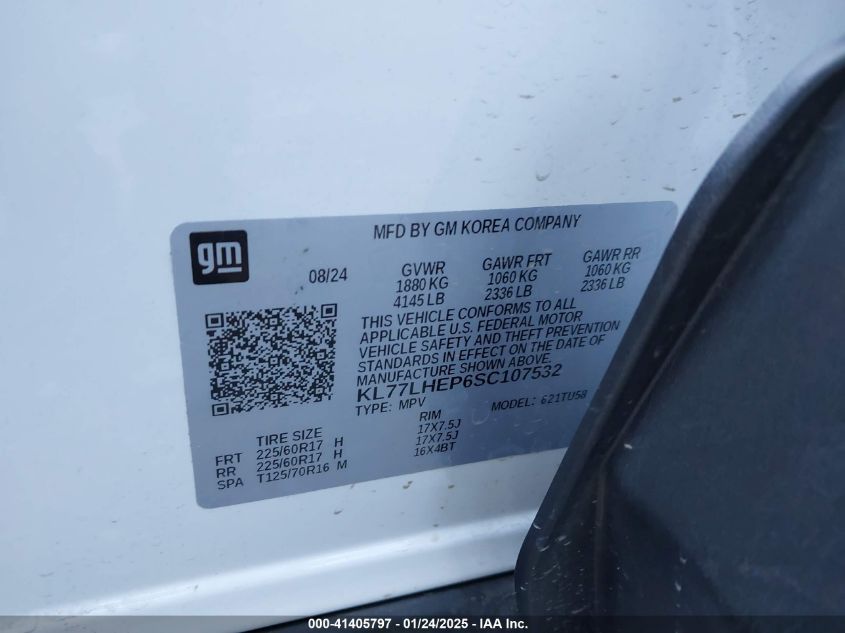 gm
MFD BY GM KOREA COMPANY
08/24 GVWR GAWR FRT GAWR RR
1880 KG 1060 KG 1060 KG
4145 LB 2336 LB 2336 LB
THIS VEHICLE CONFORMS TO ALL
APPLICABLE U.S. FEDERAL MOTOR
VEHICLE SAFETY AND THEFT PREVENTION
STANDARDS IN EFFECT ON THE DATE OF
MANUFACTURE SHOWN ABOVE.
KL77LHEP6SC107532
TYPE: MPV MODEL: 621TU58
TIRE SIZE RIM
FRT 225/60R17 H 17X7.5J
RR 225/60R17 H 17X7.5J
SPA T125/70R16 M 16X4BT
000-41405797 - 01/24/2025 - IAA Inc.